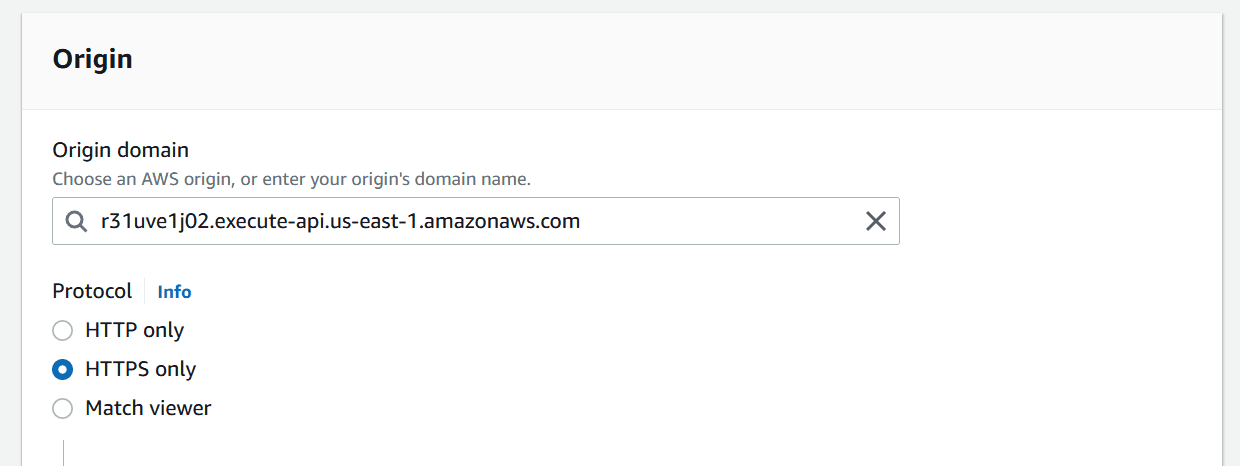 Origin
Origin domain
Choose an AWS origin, or enter your origin's domain name.
r31uve1j02.execute-api.us-east-1.amazonaws.com
Protocol Info
HTTP only
HTTPS only
Match viewer